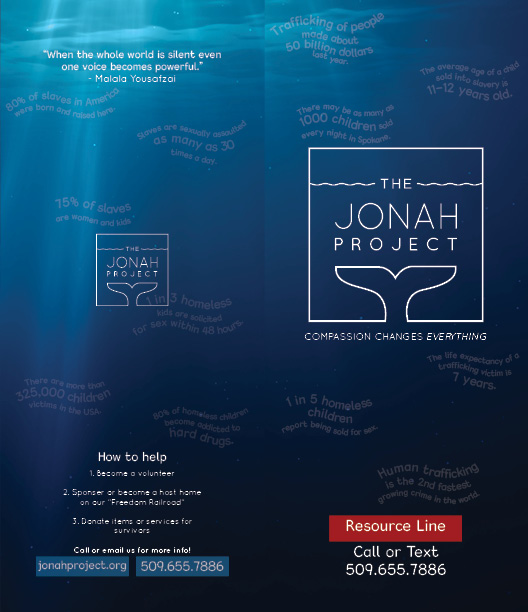 "When the whole world is silent even
one voice becomes powerful."
- Malala Yousafzai
80% of slaves in America
were born and raised here.
Slaves are sexually assaulted
as many as 30
times a day.
75% of slaves
are women and kids
THE
JONAH
PROJECT
1 in 3 homeless
kids are solicited
for sex within 48 hours.
There are more than
325,000 children
victims in the USA.
80% of homeless children
become addicted to
hard drugs.
How to help
1. Become a volunteer
2. Sponser or become a host home
on our "Freedom Railroad"
3. Donate items or services for
survivors
Call or email us for more info!
jonahproject.org
509.655.7886
Trafficking of people
made about
50 billion dollars
last year.
The average age of a child
sold into slavery is
11-12 years old.
There may be as many as
1000 children sold
every night in Spokane.
THE
JONAH
PROJECT
COMPASSION CHANGES EVERYTHING
The life expectancy of a
trafficking victim is
7 years.
1 in 5 homeless
children
report being sold for sex.
Human trafficking
is the 2nd fastest
growing crime in the world.
Resource Line
Call or Text
509.655.7886